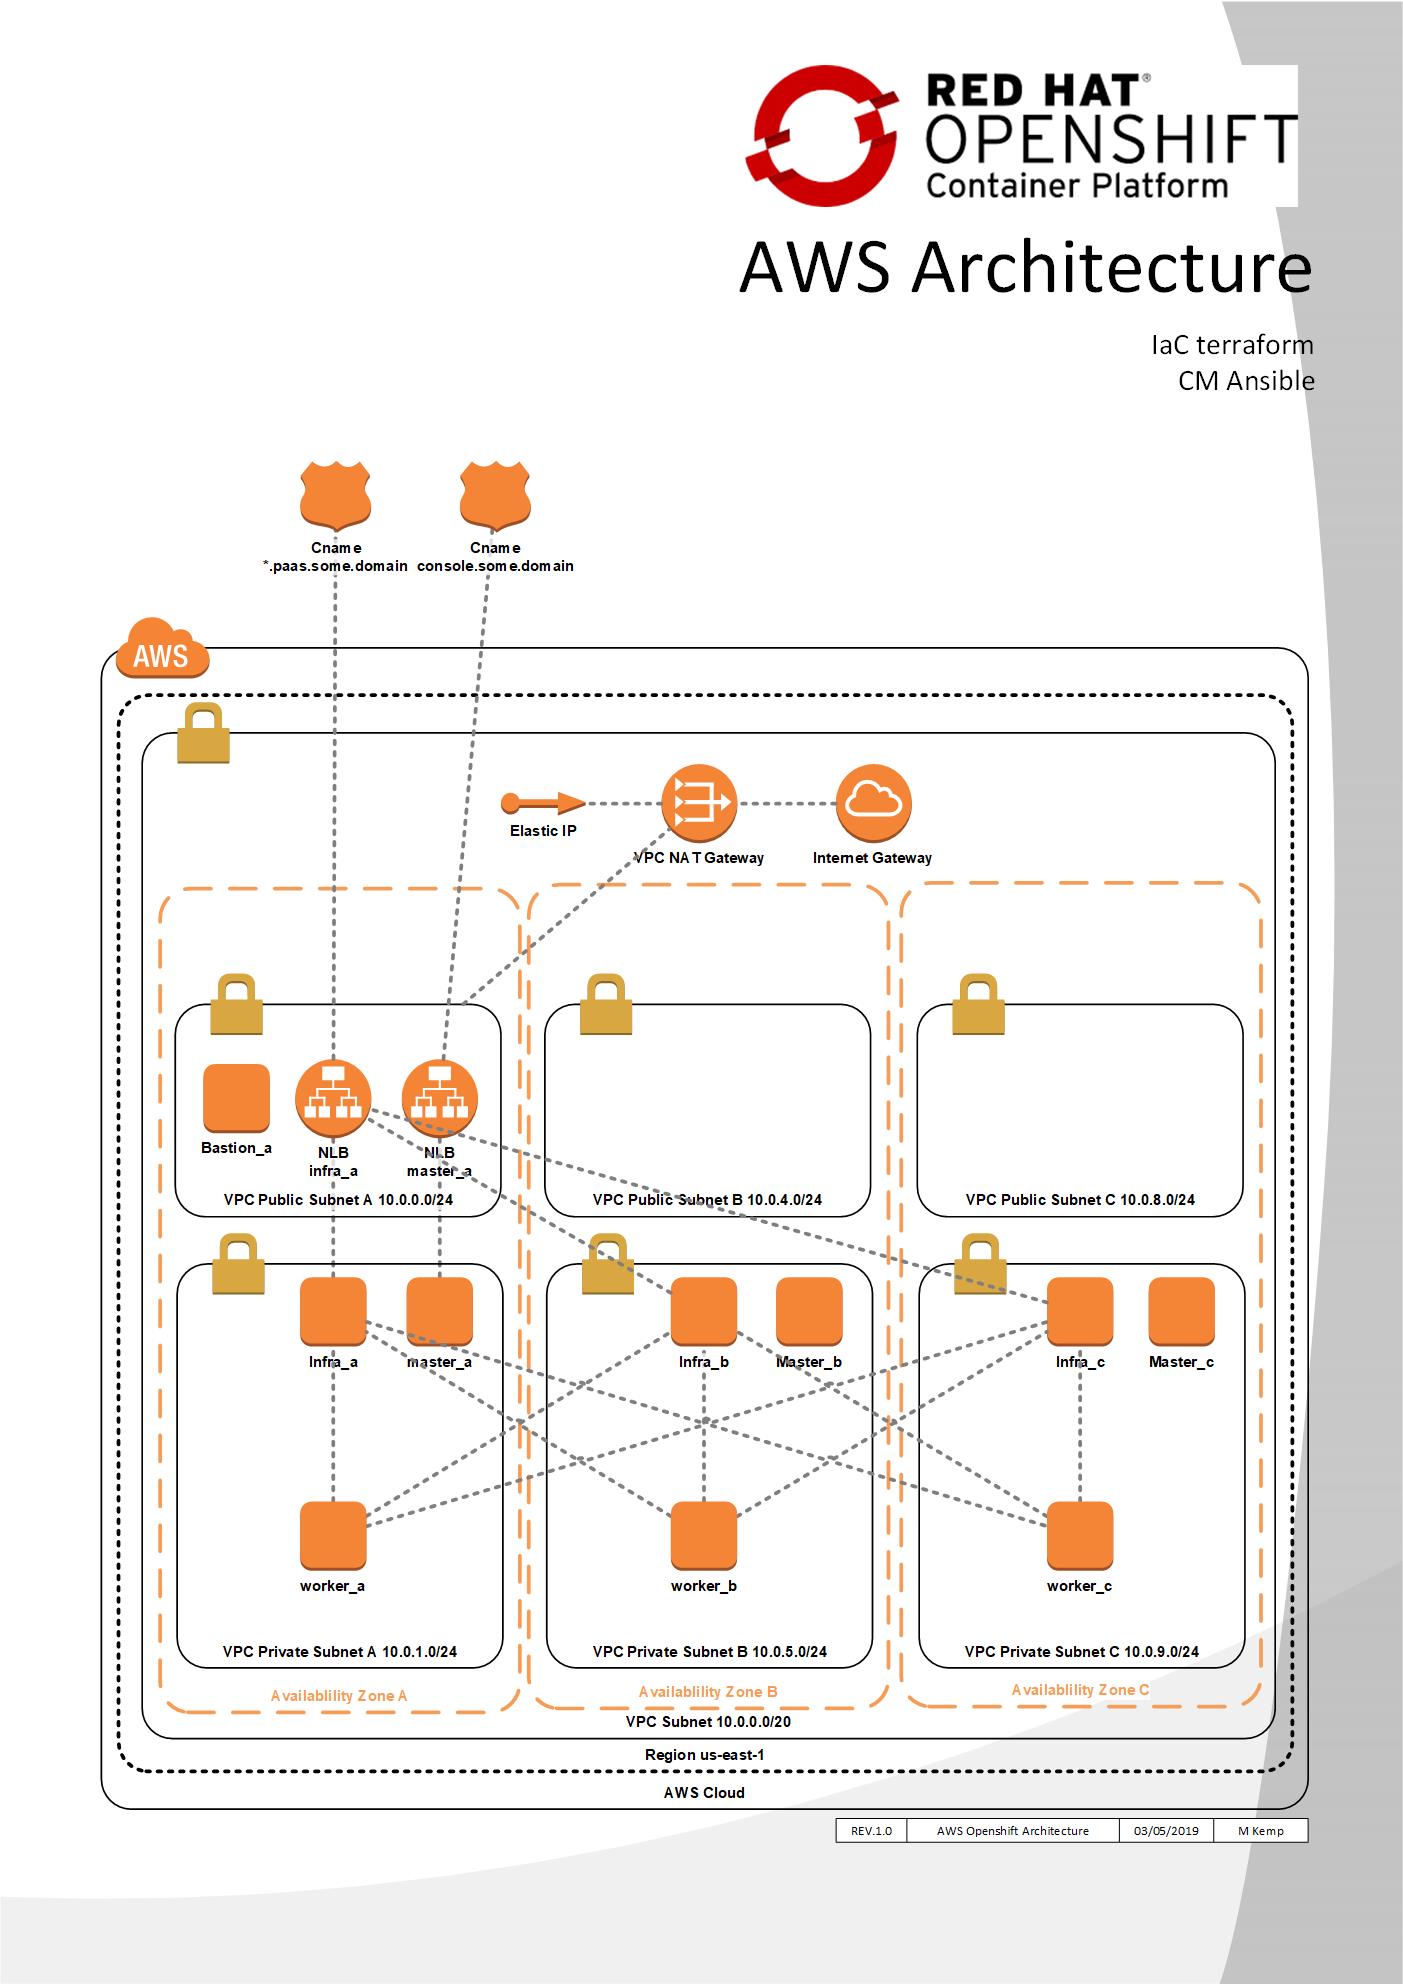 RED HAT®
OPENSHIFT
Container Platform
AWS Architecture
IaC terraform
CM Ansible
Cname
*.paas.some.domain
Cname
console.some.domain
AWS
Elastic IP
VPC NAT Gateway
Internet Gateway
Bastion_a
NLB
infra_a
NLB
master_a
VPC Public Subnet A 10.0.0.0/24
VPC Public Subnet B 10.0.4.0/24
VPC Public Subnet C 10.0.8.0/24
Infra_a
master_a
Infra_b
Master_b
Infra_c
Master_c
worker_a
worker_b
worker_c
VPC Private Subnet A 10.0.1.0/24
VPC Private Subnet B 10.0.5.0/24
VPC Private Subnet C 10.0.9.0/24
Availablility Zone A
Availablility Zone B
Availablility Zone C
VPC Subnet 10.0.0.0/20
Region us-east-1
AWS Cloud
REV.1.0 AWS Openshift Architecture 03/05/2019 M Kemp